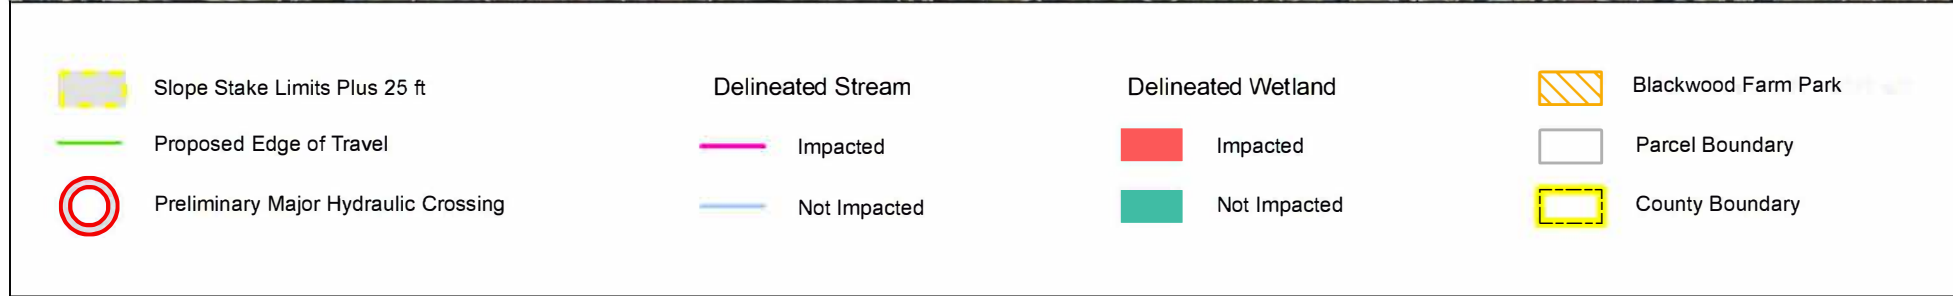 Slope Stake Limits Plus 25 ft
Proposed Edge of Travel
Preliminary Major Hydraulic Crossing
Delineated Stream
Impacted
Not Impacted
Delineated Wetland
Impacted
Not Impacted
Blackwood Farm Park
Parcel Boundary
County Boundary